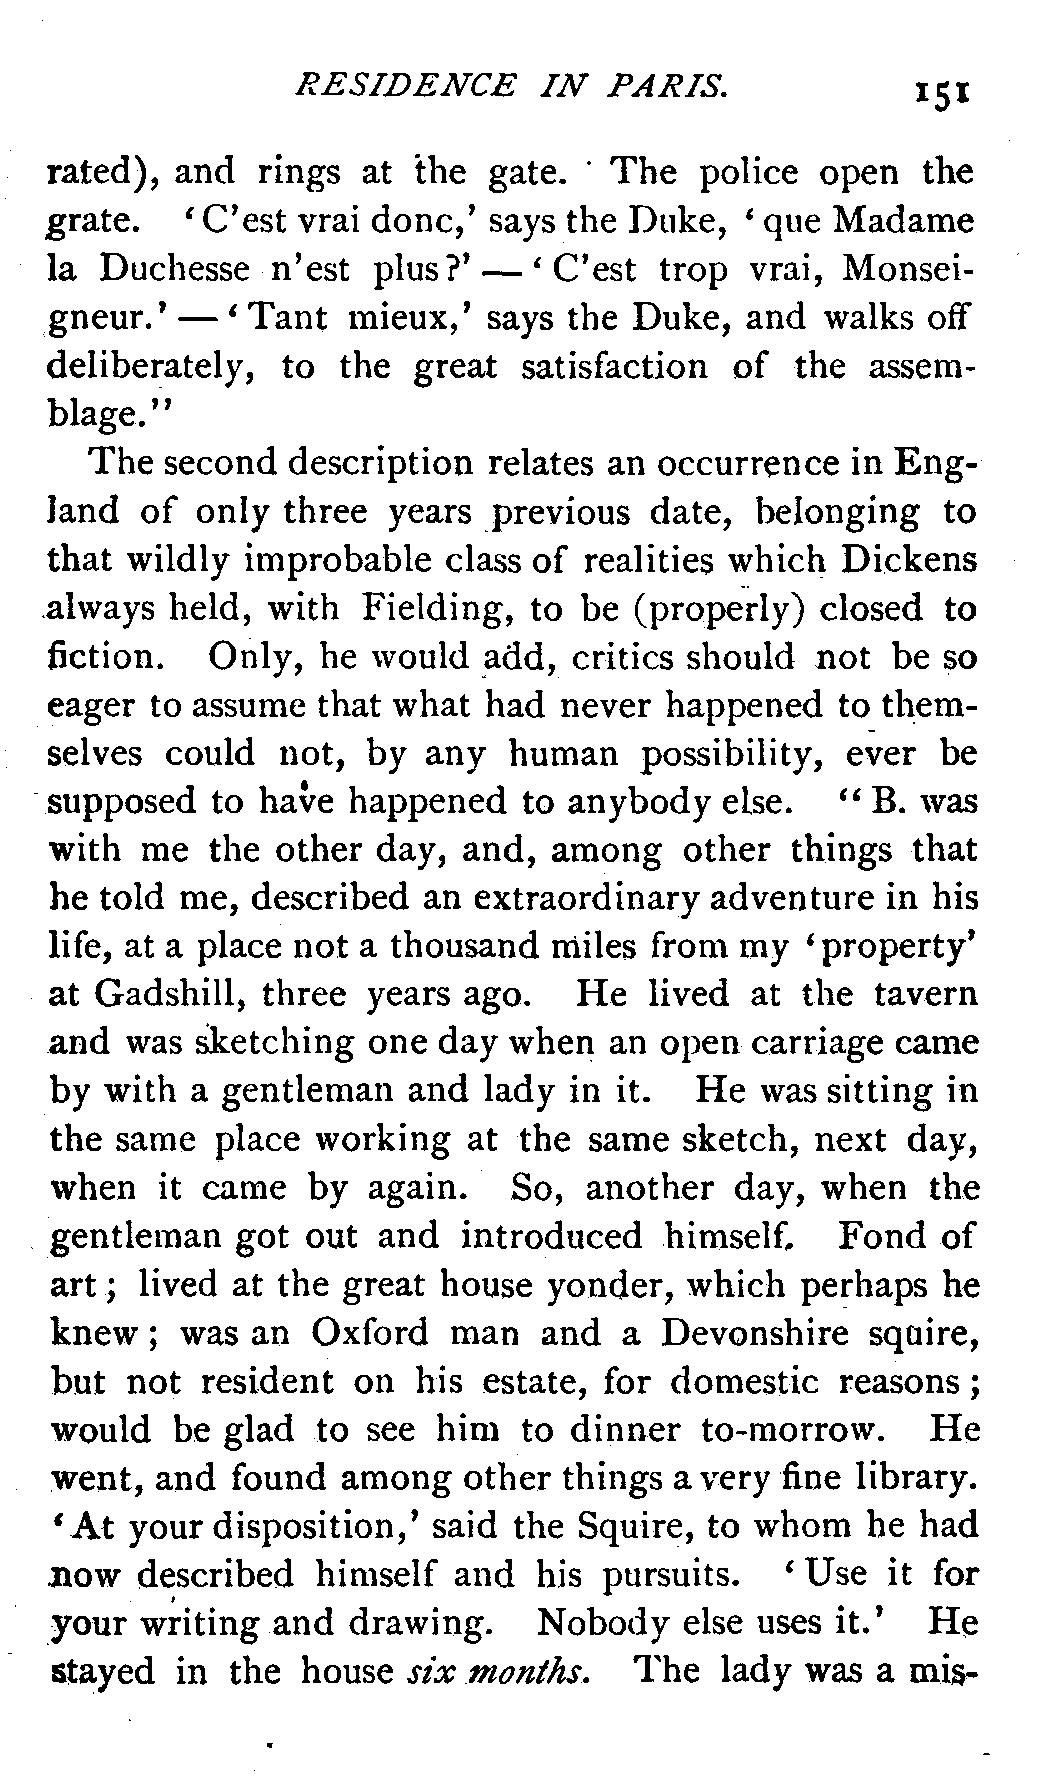 RESIDENCE IN PARIS. 151
rated), and rings at the gate. The police open the
grate. ‘C’est vrai donc,’ says the Duke, ‘que Madame
la Duchesse n’est plus?’ — ‘C’est trop vrai, Monsei-
gneur.’ — ‘Tant mieux,’ says the Duke, and walks off
deliberately, to the great satisfaction of the assem-
blage.”
The second description relates an occurrence in Eng-
land of only three years previous date, belonging to
that wildly improbable class of realities which Dickens
always held, with Fielding, to be (properly) closed to
fiction. Only, he would add, critics should not be so
eager to assume that what had never happened to them-
selves could not, by any human possibility, ever be
supposed to have happened to anybody else. “B. was
with me the other day, and, among other things that
he told me, described an extraordinary adventure in his
life, at a place not a thousand miles from my ‘property’
at Gadshill, three years ago. He lived at the tavern
and was sketching one day when an open carriage came
by with a gentleman and lady in it. He was sitting in
the same place working at the same sketch, next day,
when it came by again. So, another day, when the
gentleman got out and introduced himself. Fond of
art; lived at the great house yonder, which perhaps he
knew; was an Oxford man and a Devonshire squire,
but not resident on his estate, for domestic reasons;
would be glad to see him to dinner to-morrow. He
went, and found among other things a very fine library.
‘At your disposition,’ said the Squire, to whom he had
now described himself and his pursuits. ‘Use it for
your writing and drawing. Nobody else uses it.’ He
stayed in the house six months. The lady was a mis-